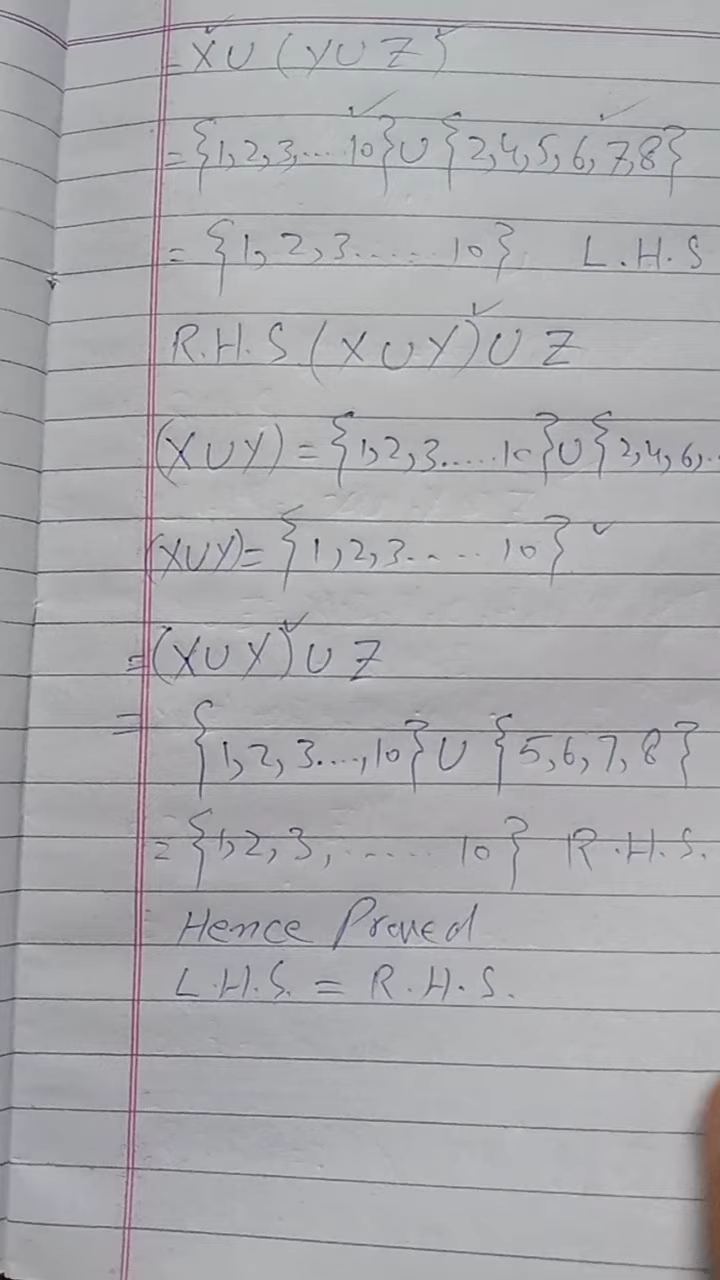 = X ∪ (Y ∪ Z)
= {1, 2, 3, .... 10} ∪ {2, 4, 5, 6, 7, 8}
= {1, 2, 3 ...... 10} L.H.S
R.H.S (X ∪ Y) ∪ Z
(X ∪ Y) = {1, 2, 3 ..... 10} ∪ {2, 4, 6, ..
(X ∪ Y) = {1, 2, 3 ..... 10}
= (X ∪ Y) ∪ Z
= {1, 2, 3 ..., 10} ∪ {5, 6, 7, 8}
= {1, 2, 3, ...... 10} R.H.S.
Hence Proved
L.H.S. = R.H.S.